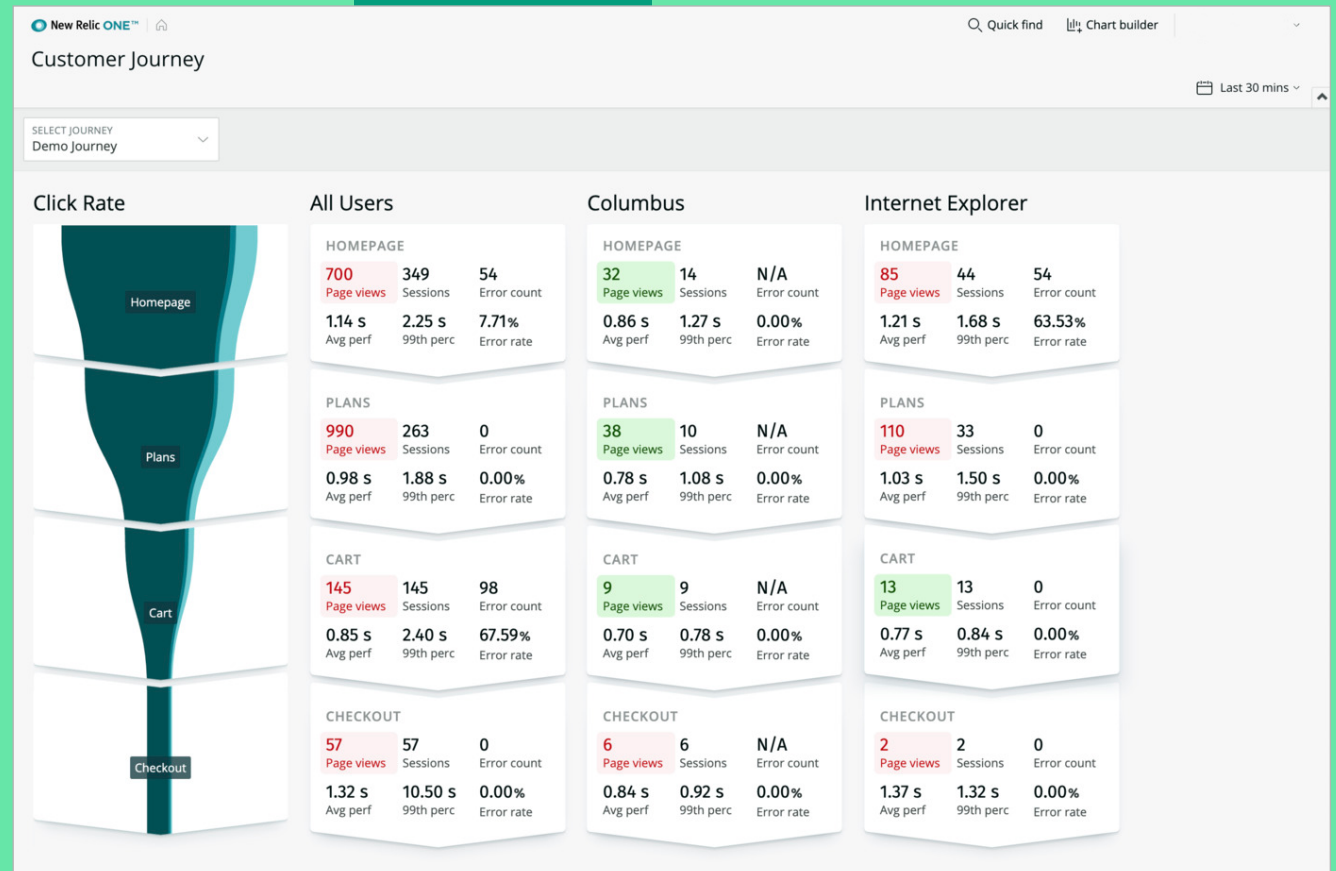 New Relic ONE™
Quick find
Chart builder
Customer Journey
Last 30 mins
SELECT JOURNEY
Demo Journey
Click Rate
Homepage
Plans
Cart
Checkout
All Users
HOMEPAGE
700 349 54
Page views Sessions Error count
1.14 s 2.25 s 7.71%
Avg perf 99th perc Error rate
PLANS
990 263 0
Page views Sessions Error count
0.98 s 1.88 s 0.00%
Avg perf 99th perc Error rate
CART
145 145 98
Page views Sessions Error count
0.85 s 2.40 s 67.59%
Avg perf 99th perc Error rate
CHECKOUT
57 57 0
Page views Sessions Error count
1.32 s 10.50 s 0.00%
Avg perf 99th perc Error rate
Columbus
HOMEPAGE
32 14 N/A
Page views Sessions Error count
0.86 s 1.27 s 0.00%
Avg perf 99th perc Error rate
PLANS
38 10 N/A
Page views Sessions Error count
0.78 s 1.08 s 0.00%
Avg perf 99th perc Error rate
CART
9 9 N/A
Page views Sessions Error count
0.70 s 0.78 s 0.00%
Avg perf 99th perc Error rate
CHECKOUT
6 6 N/A
Page views Sessions Error count
0.84 s 0.92 s 0.00%
Avg perf 99th perc Error rate
Internet Explorer
HOMEPAGE
85 44 54
Page views Sessions Error count
1.21 s 1.68 s 63.53%
Avg perf 99th perc Error rate
PLANS
110 33 0
Page views Sessions Error count
1.03 s 1.50 s 0.00%
Avg perf 99th perc Error rate
CART
13 13 0
Page views Sessions Error count
0.77 s 0.84 s 0.00%
Avg perf 99th perc Error rate
CHECKOUT
2 2 0
Page views Sessions Error count
1.37 s 1.32 s 0.00%
Avg perf 99th perc Error rate